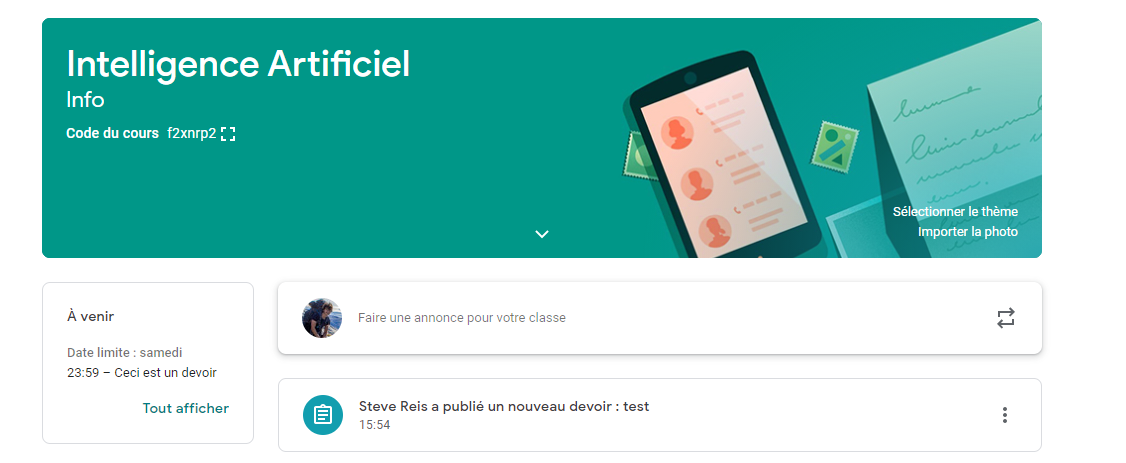 Intelligence Artificiel
Info
Code du cours f2xnrp2
Sélectionner le thème
Importer la photo
À venir
Date limite : samedi
23:59 – Ceci est un devoir
Tout afficher
Faire une annonce pour votre classe
Steve Reis a publié un nouveau devoir : test
15:54